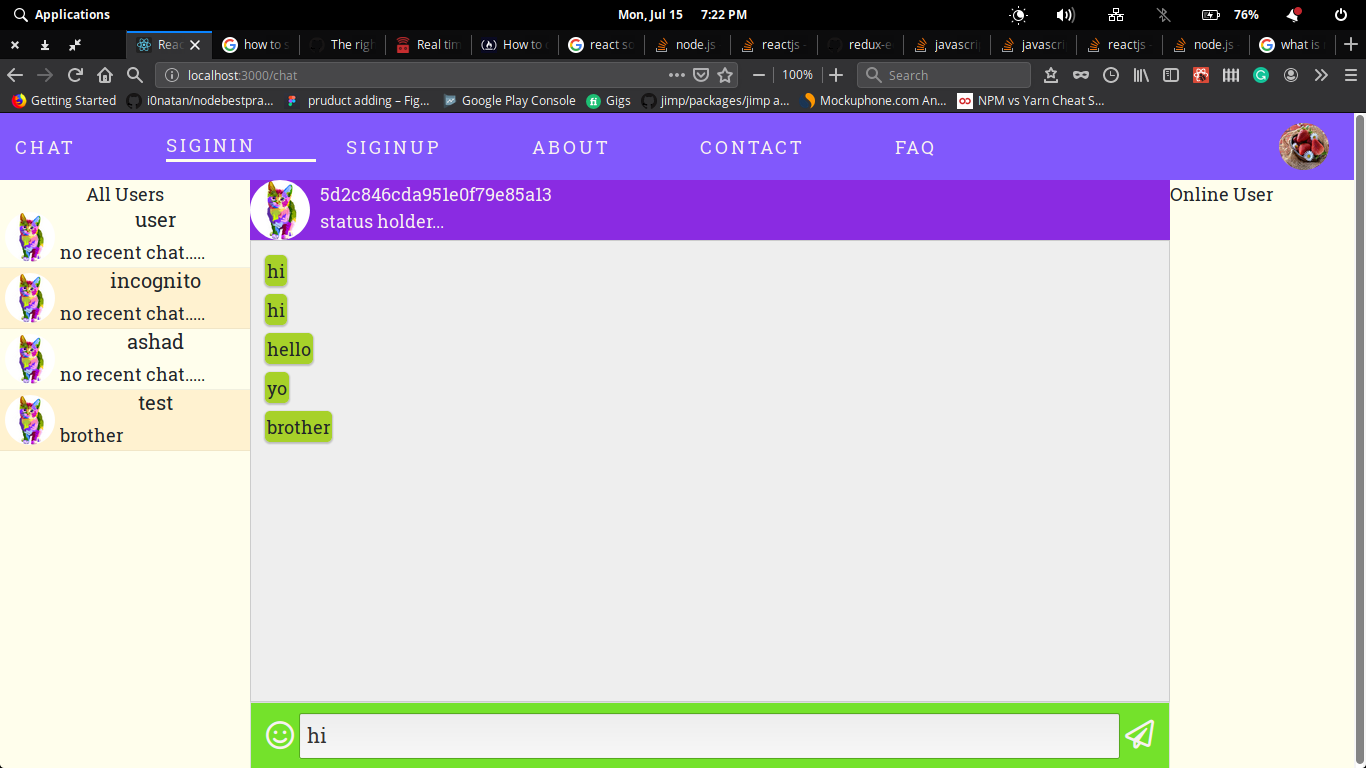 Applications Mon, Jul 15 7:22 PM 76%
Reac how to s The righ Real tim How to c react so node.js reactjs - redux-e javascrip javascri reactjs - node.js what is
localhost:3000/chat 100% Search
Getting Started i0natan/nodebestpra... pruduct adding – Fig... Google Play Console Gigs jimp/packages/jimp a... Mockuphone.com An... NPM vs Yarn Cheat S...
CHAT SIGININ SIGINUP ABOUT CONTACT FAQ
All Users
user
no recent chat.....
incognito
no recent chat.....
ashad
no recent chat.....
test
brother
5d2c846cda951e0f79e85a13
status holder...
hi
hi
hello
yo
brother
hi
Online User